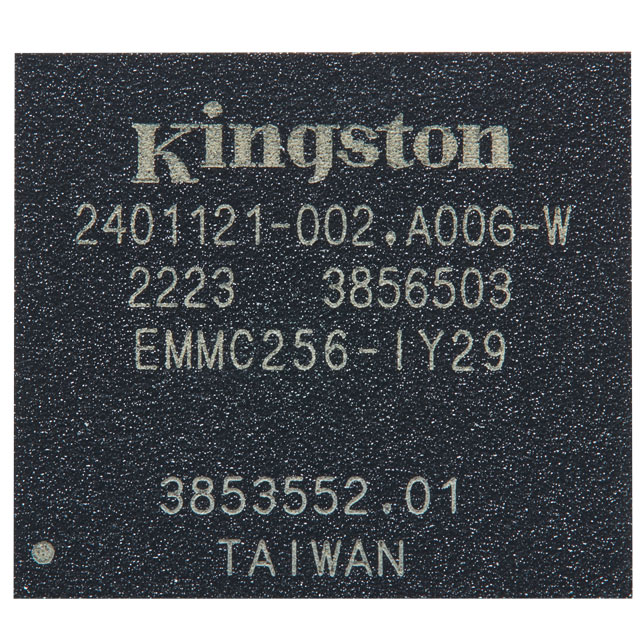 Kingston
2401121-002.A00G-W
2223 3856503
EMMC256-IY29
3853552.01
TAIWAN